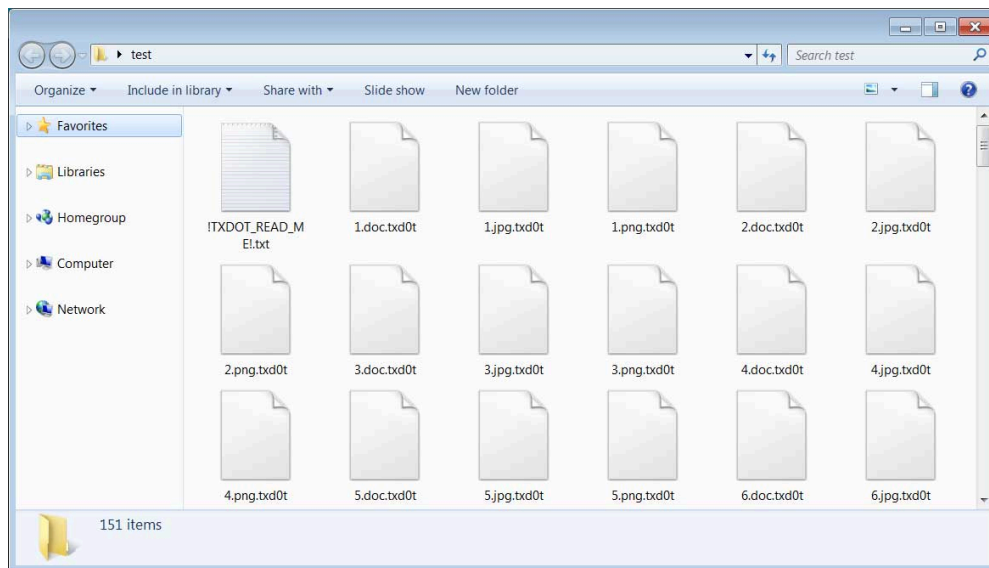 test
Search test
Organize
Include in library
Share with
Slide show
New folder
Favorites
Libraries
Homegroup
Computer
Network
!TXDOT_READ_M
E!.txt
1.doc.txd0t
1.jpg.txd0t
1.png.txd0t
2.doc.txd0t
2.jpg.txd0t
2.png.txd0t
3.doc.txd0t
3.jpg.txd0t
3.png.txd0t
4.doc.txd0t
4.jpg.txd0t
4.png.txd0t
5.doc.txd0t
5.jpg.txd0t
5.png.txd0t
6.doc.txd0t
6.jpg.txd0t
151 items